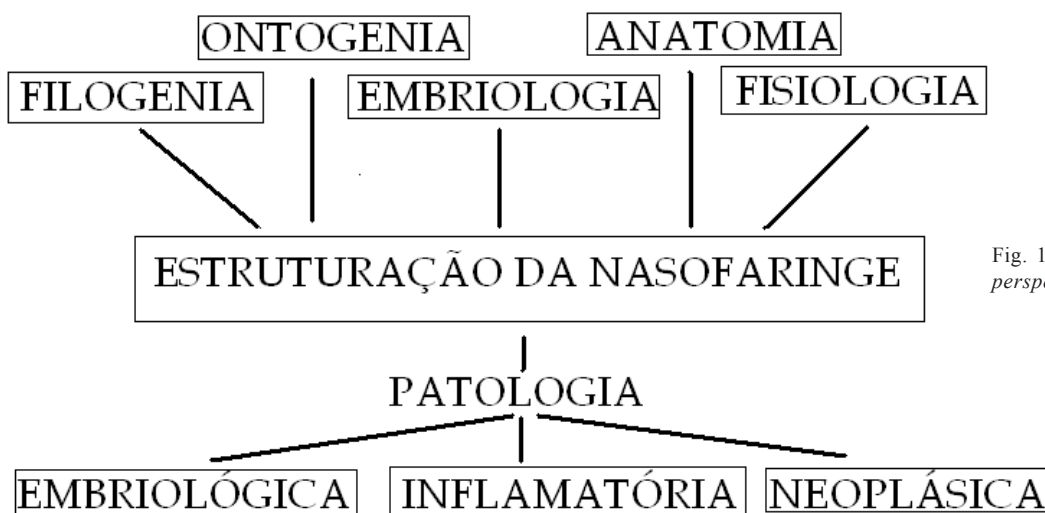 ONTOGENIA ANATOMIA
FILOGENIA EMBRIOLOGIA FISIOLOGIA
ESTRUTURAÇÃO DA NASOFARINGE
Fig. 1
PATOLOGIA
EMBRIOLÓGICA INFLAMATÓRIA NEOPLÁSICA